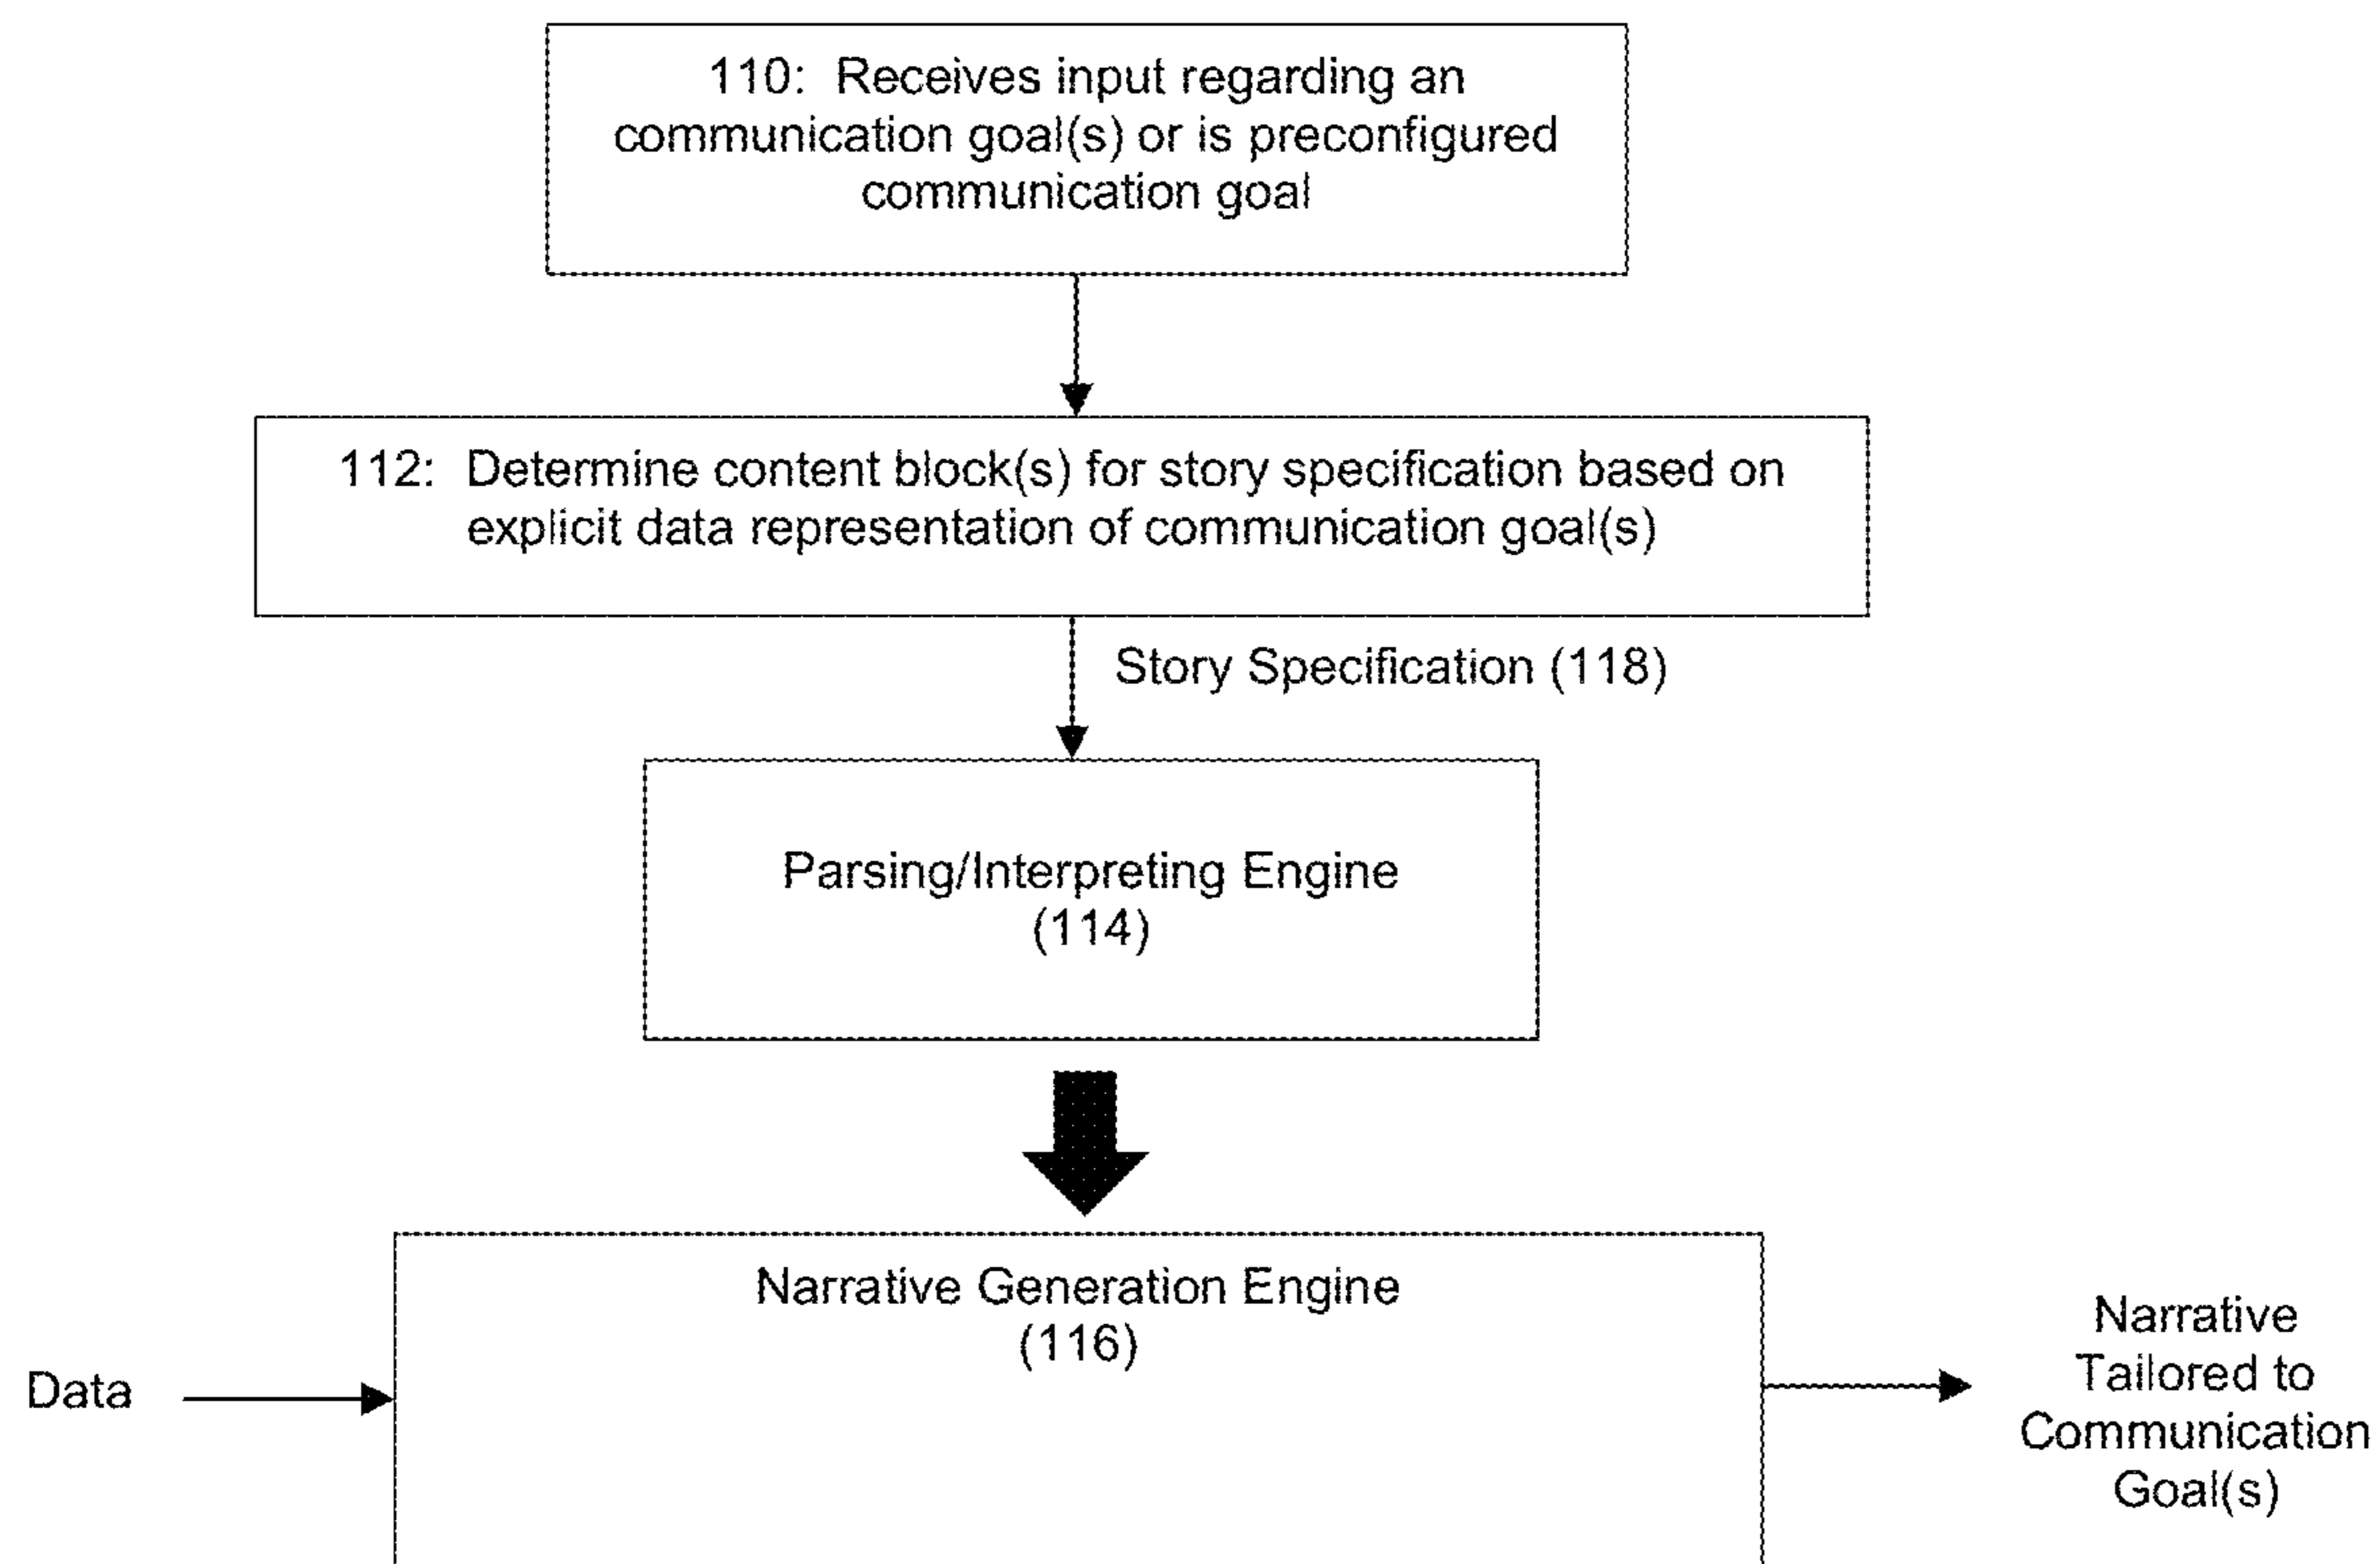 110: Receives input regarding an
communication goal(s) or is preconfigured
communication goal
112: Determine content block(s) for story specification based on
explicit data representation of communication goal(s)
Story Specification (118)
Parsing/Interpreting Engine
(114)
Narrative Generation Engine
(116)
Data
Narrative
Tailored to
Communication
Goal(s)